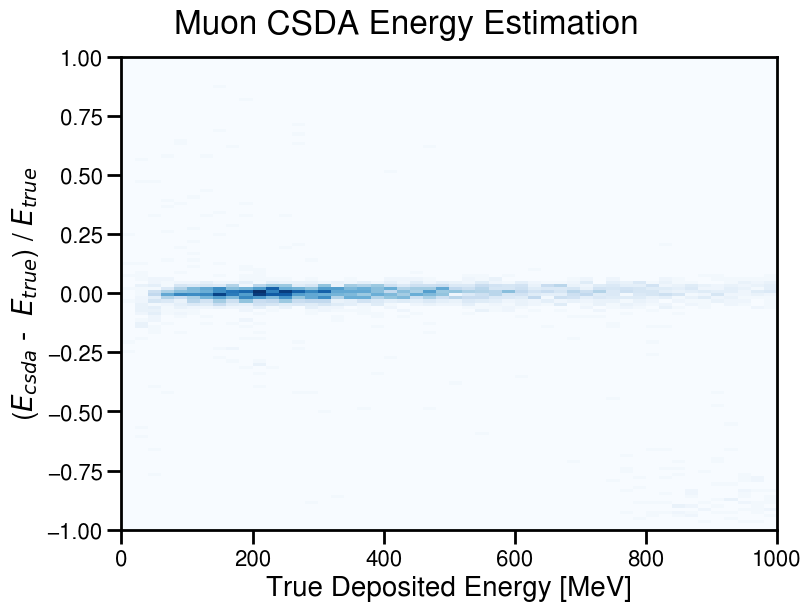 Muon CSDA Energy Estimation
1.00
0.75
0.50
0.25
0.00
−0.25
−0.50
−0.75
−1.00
(E_csda - E_true) / E_true
0 200 400 600 800 1000
True Deposited Energy [MeV]